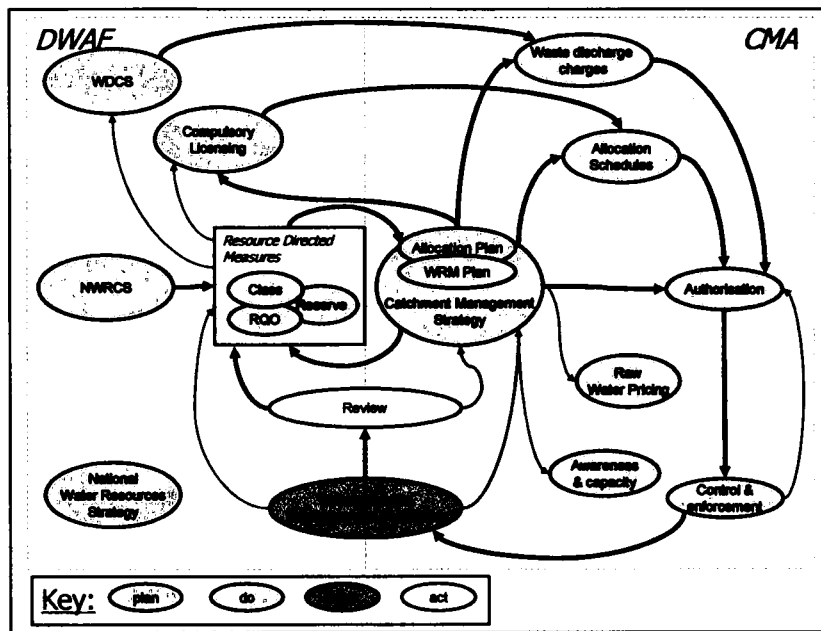 DWAF
CMA
WDCS
Waste discharge
charges
Compulsory
Licensing
Allocation
Schedules
Resource Directed
Measures
Allocation Plan
WRM Plan
NWRCS
Class
Reserve
RQO
Catchment Management
Strategy
Authorisation
Raw
Water Pricing
Review
National
Water Resources
Strategy
Awareness
& capacity
Control &
enforcement
Key:
plan
do
act